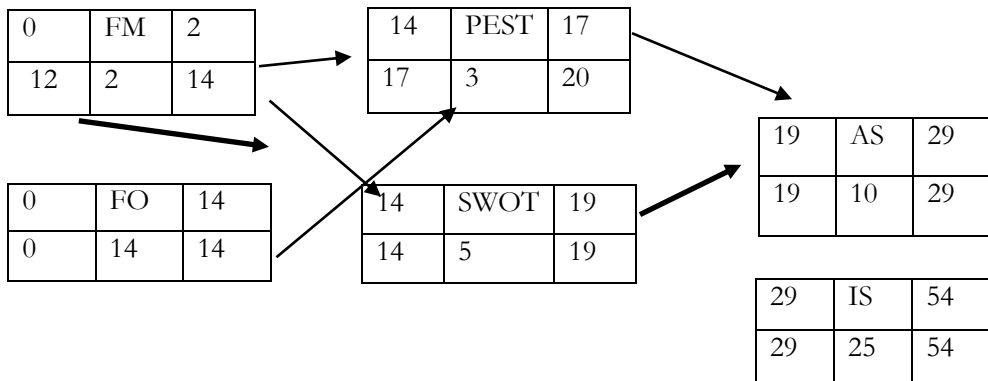 0 FM 2
12 2 14
14 PEST 17
17 3 20
0 FO 14
0 14 14
14 SWOT 19
14 5 19
19 AS 29
19 10 29
29 IS 54
29 25 54